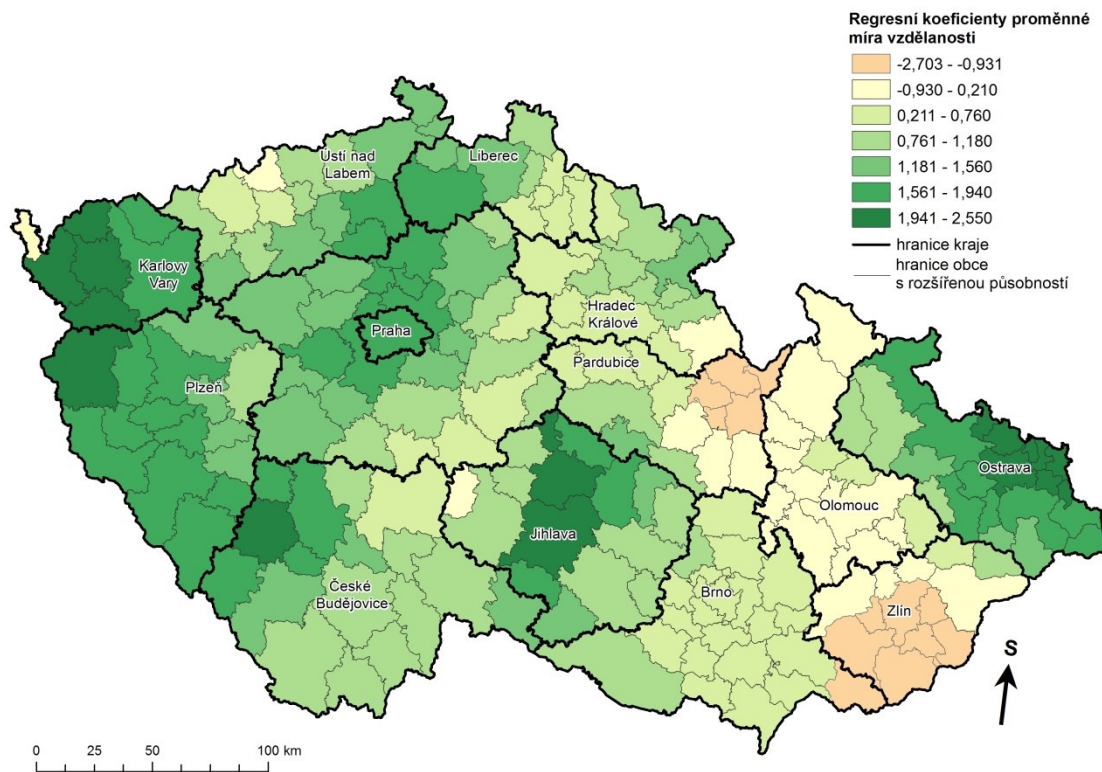 Regresní koeficienty proměnné
míra vzdělanosti
-2,703 - -0,931
-0,930 - 0,210
0,211 - 0,760
0,761 - 1,180
1,181 - 1,560
1,561 - 1,940
1,941 - 2,550
hranice kraje
hranice obce
s rozšířenou působností
Ústí nad
Labem
Liberec
Karlovy
Vary
Praha
Hradec
Králové
Pardubice
Plzeň
Ostrava
Olomouc
Jihlava
České
Budějovice
Brno
Zlín
S
0 25 50 100 km